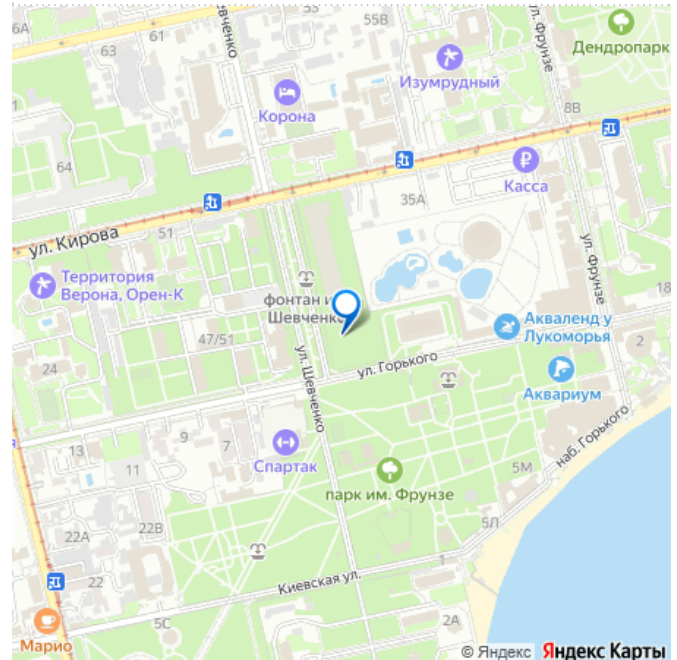 6А
63
61
Шевченко
53В
55В
ул. Фрунзе
Дендропарк
Изумрудный
Корона
8В
64
Касса
35А
ул. Кирова
51
Территория
Верона, Орен-К
фонтан и
Шевченко
ул. Фрунзе
18
Акваленд у
Лукоморья
2
47/51
24
ул. Шевченко
ул. Горького
Аквариум
наб. Горького
9
7
13
11
Спартак
5М
парк им. Фрунзе
22В
22А
5Л
22
Киевская ул.
1
5С
2А
Марио
© Яндекс Яндекс Карты